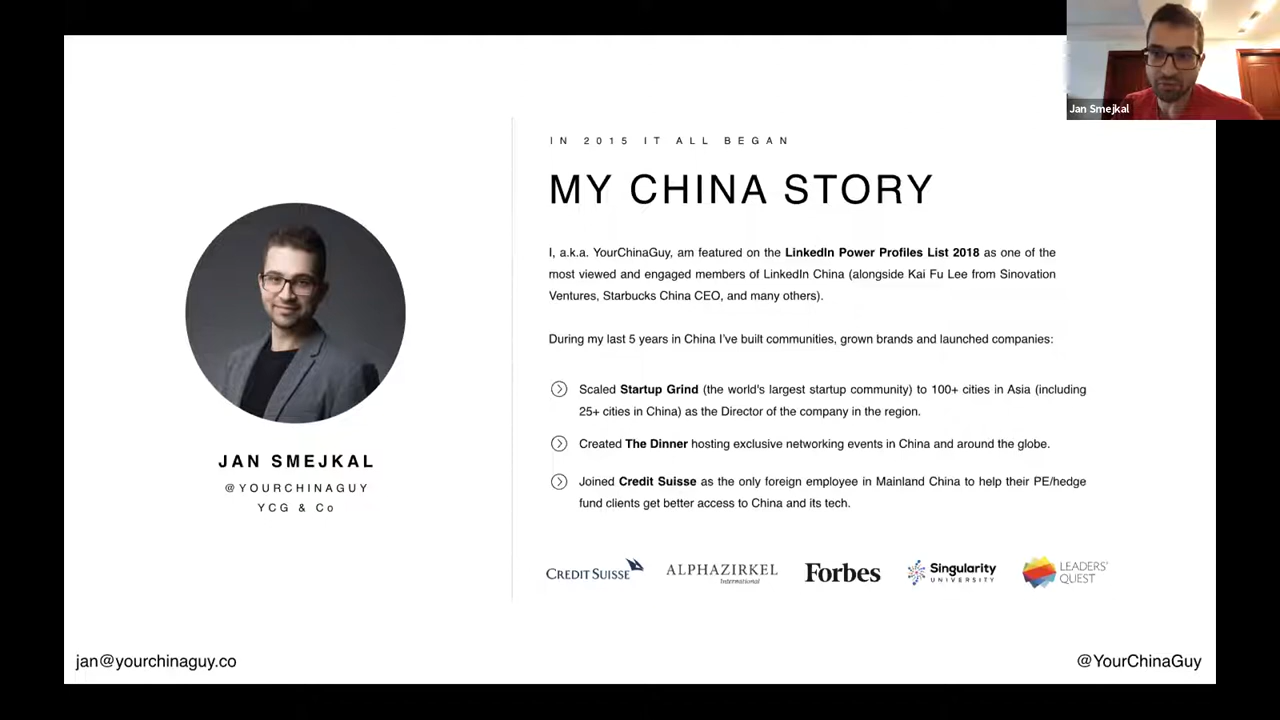 Jan Smejkal
IN 2015 IT ALL BEGAN
MY CHINA STORY
I, a.k.a. YourChinaGuy, am featured on the LinkedIn Power Profiles List 2018 as one of the
most viewed and engaged members of LinkedIn China (alongside Kai Fu Lee from Sinovation
Ventures, Starbucks China CEO, and many others).
During my last 5 years in China I've built communities, grown brands and launched companies:
Scaled Startup Grind (the world's largest startup community) to 100+ cities in Asia (including
25+ cities in China) as the Director of the company in the region.
Created The Dinner hosting exclusive networking events in China and around the globe.
Joined Credit Suisse as the only foreign employee in Mainland China to help their PE/hedge
fund clients get better access to China and its tech.
JAN SMEJKAL
@YOURCHINAGUY
YCG & Co
CREDIT SUISSE
ALPHAZIRKEL
International
Forbes
Singularity
UNIVERSITY
LEADERS'
QUEST
jan@yourchinaguy.co
@YourChinaGuy